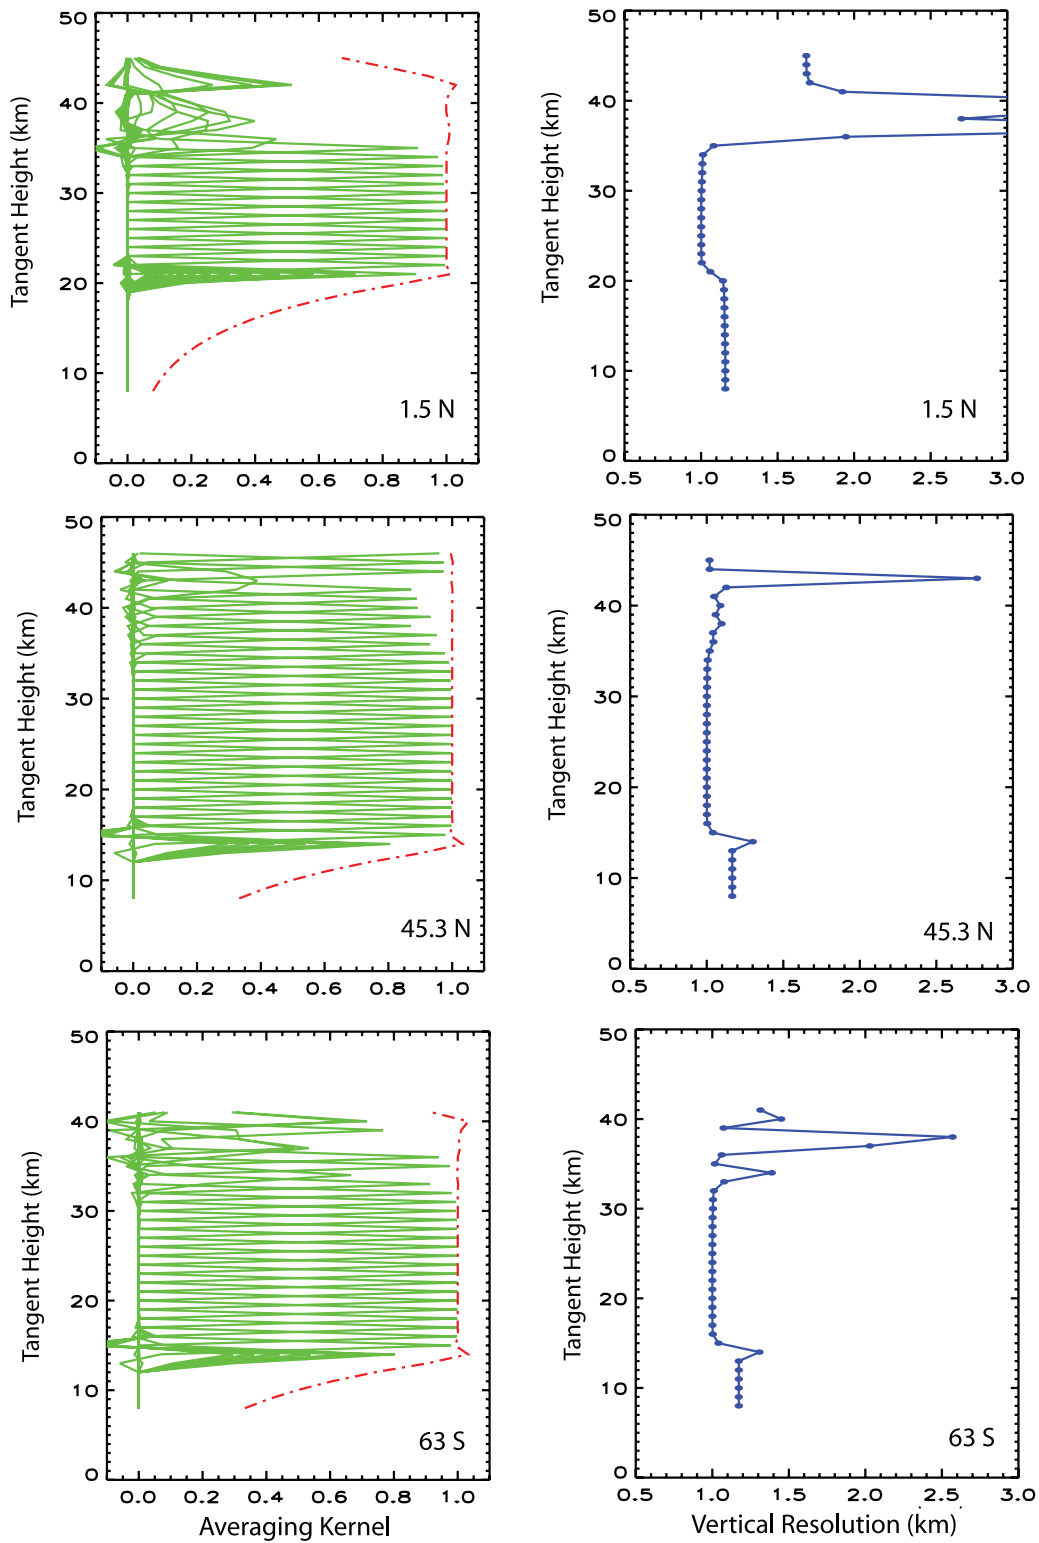 50
40
30
20
10
0
Tangent Height (km)
1.5 N
0.0 0.2 0.4 0.6 0.8 1.0
50
40
30
20
10
0
Tangent Height (km)
1.5 N
0.5 1.0 1.5 2.0 2.5 3.0
50
40
30
20
10
0
Tangent Height (km)
45.3 N
0.0 0.2 0.4 0.6 0.8 1.0
50
40
30
20
10
0
Tangent Height (km)
45.3 N
0.5 1.0 1.5 2.0 2.5 3.0
50
40
30
20
10
0
Tangent Height (km)
63 S
0.0 0.2 0.4 0.6 0.8 1.0
Averaging Kernel
50
40
30
20
10
0
Tangent Height (km)
63 S
0.5 1.0 1.5 2.0 2.5 3.0
Vertical Resolution (km)